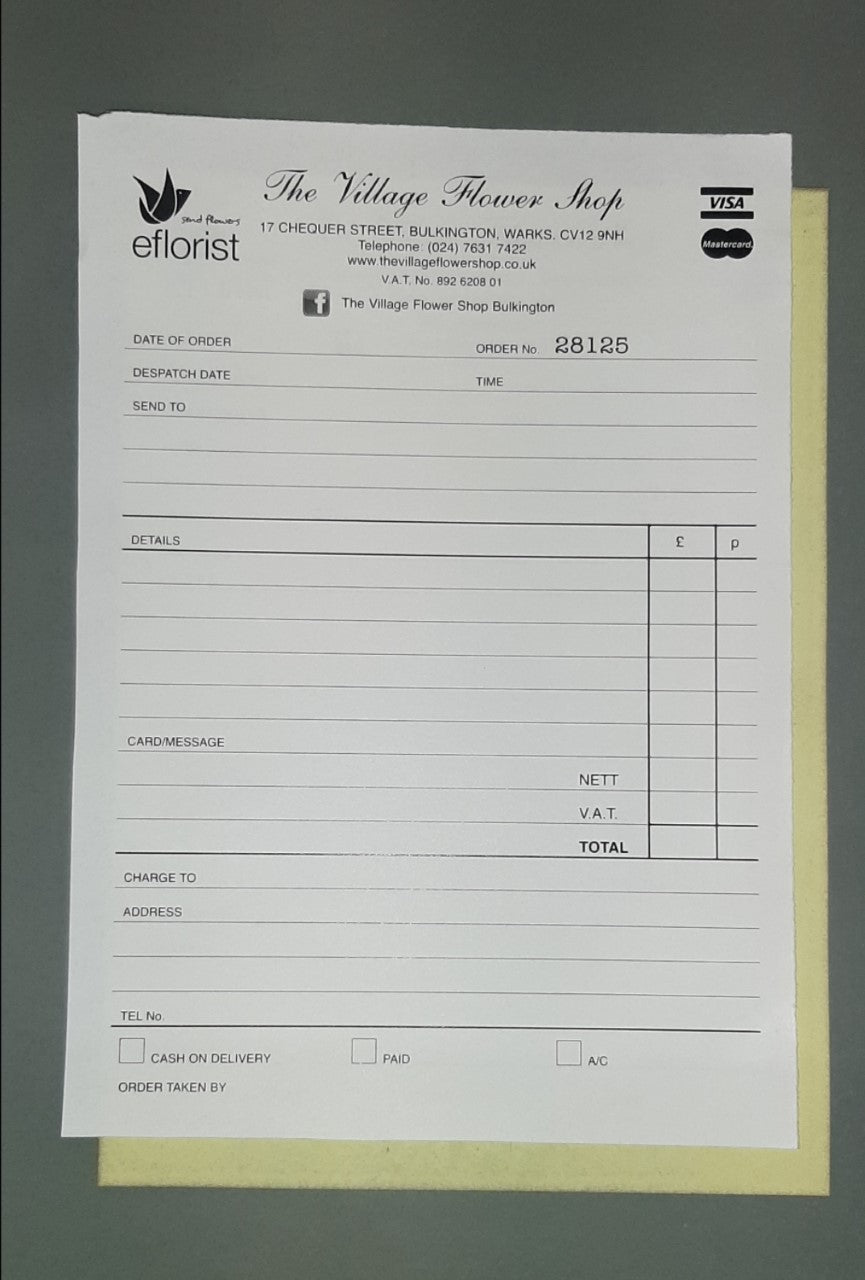 The Village Flower Shop
send flowers
eflorist
VISA
Mastercard.
17 CHEQUER STREET, BULKINGTON, WARKS. CV12 9NH
Telephone: (024) 7631 7422
www.thevillageflowershop.co.uk
V.A.T. No. 892 6208 01
f The Village Flower Shop Bulkington
DATE OF ORDER ORDER No. 28125
DESPATCH DATE TIME
SEND TO
DETAILS £ p
CARD/MESSAGE
NETT
V.A.T.
TOTAL
CHARGE TO
ADDRESS
TEL No.
CASH ON DELIVERY PAID A/C
ORDER TAKEN BY